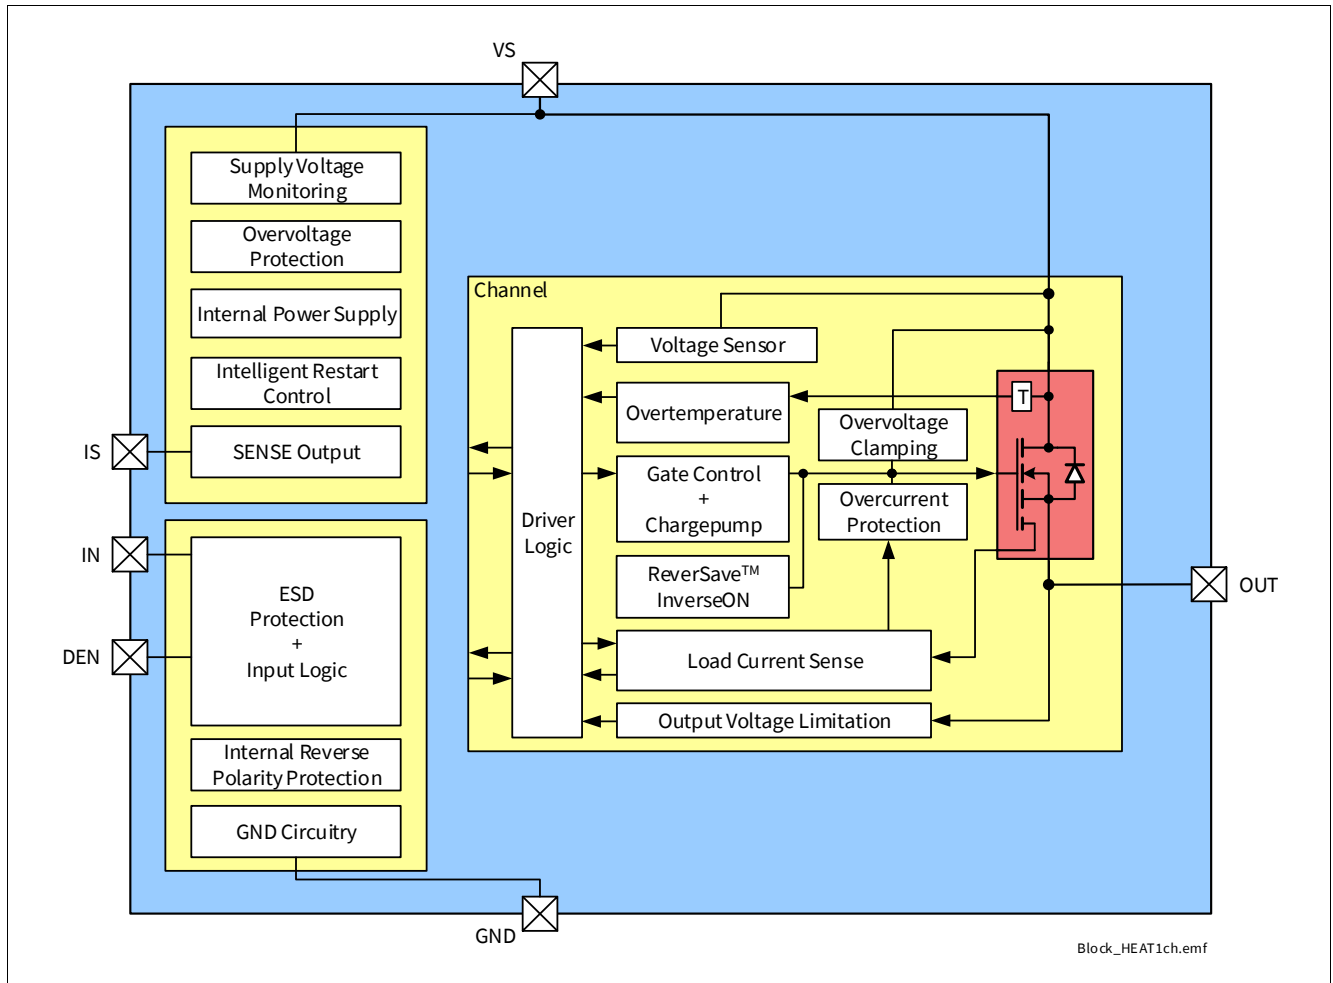 VS
Supply Voltage
Monitoring
Overvoltage
Protection
Internal Power Supply
Intelligent Restart
Control
SENSE Output
IS
IN
DEN
ESD
Protection
+
Input Logic
Internal Reverse
Polarity Protection
GND Circuitry
GND
Channel
Driver
Logic
Voltage Sensor
Overtemperature
T
Overvoltage
Clamping
Gate Control
+
Chargepump
Overcurrent
Protection
ReverSave™
InverseON
Load Current Sense
Output Voltage Limitation
OUT
Block_HEAT1ch.emf